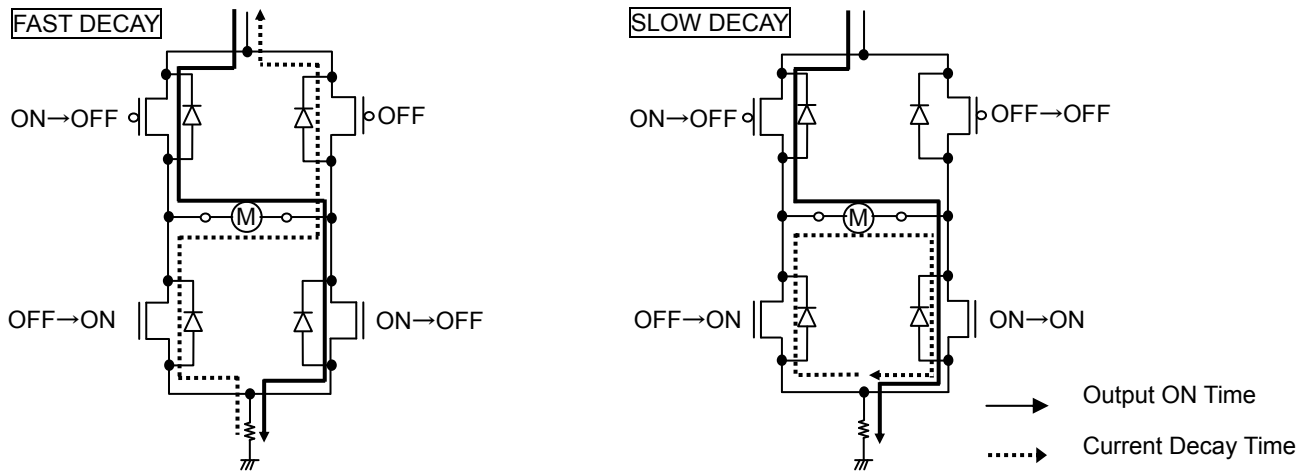 FAST DECAY
ON→OFF
OFF
M
OFF→ON
ON→OFF
SLOW DECAY
ON→OFF
OFF→OFF
M
OFF→ON
ON→ON
Output ON Time
Current Decay Time